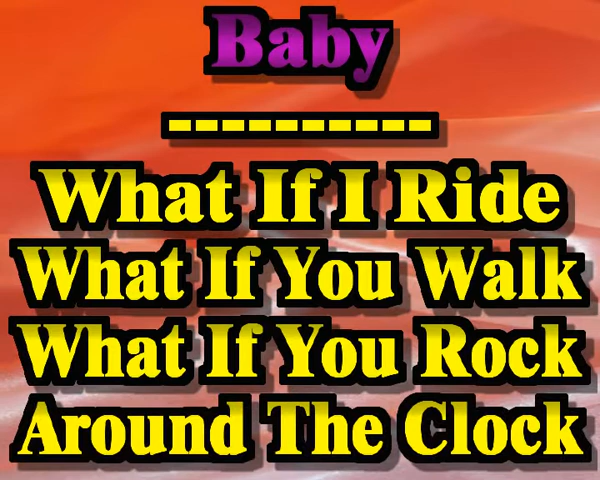 Baby
----------
What If I Ride
What If You Walk
What If You Rock
Around The Clock